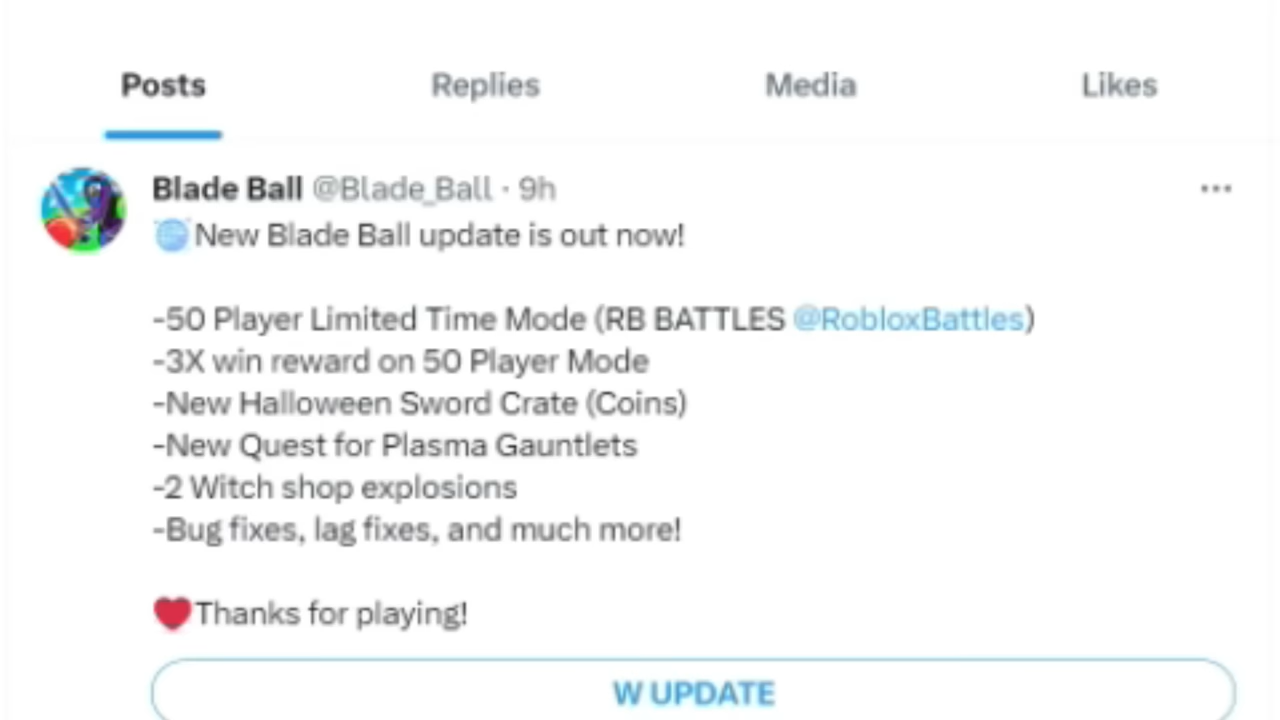 Posts Replies Media Likes
Blade Ball @Blade_Ball · 9h
🌀New Blade Ball update is out now!
-50 Player Limited Time Mode (RB BATTLES @RobloxBattles)
-3X win reward on 50 Player Mode
-New Halloween Sword Crate (Coins)
-New Quest for Plasma Gauntlets
-2 Witch shop explosions
-Bug fixes, lag fixes, and much more!
❤️Thanks for playing!
W UPDATE